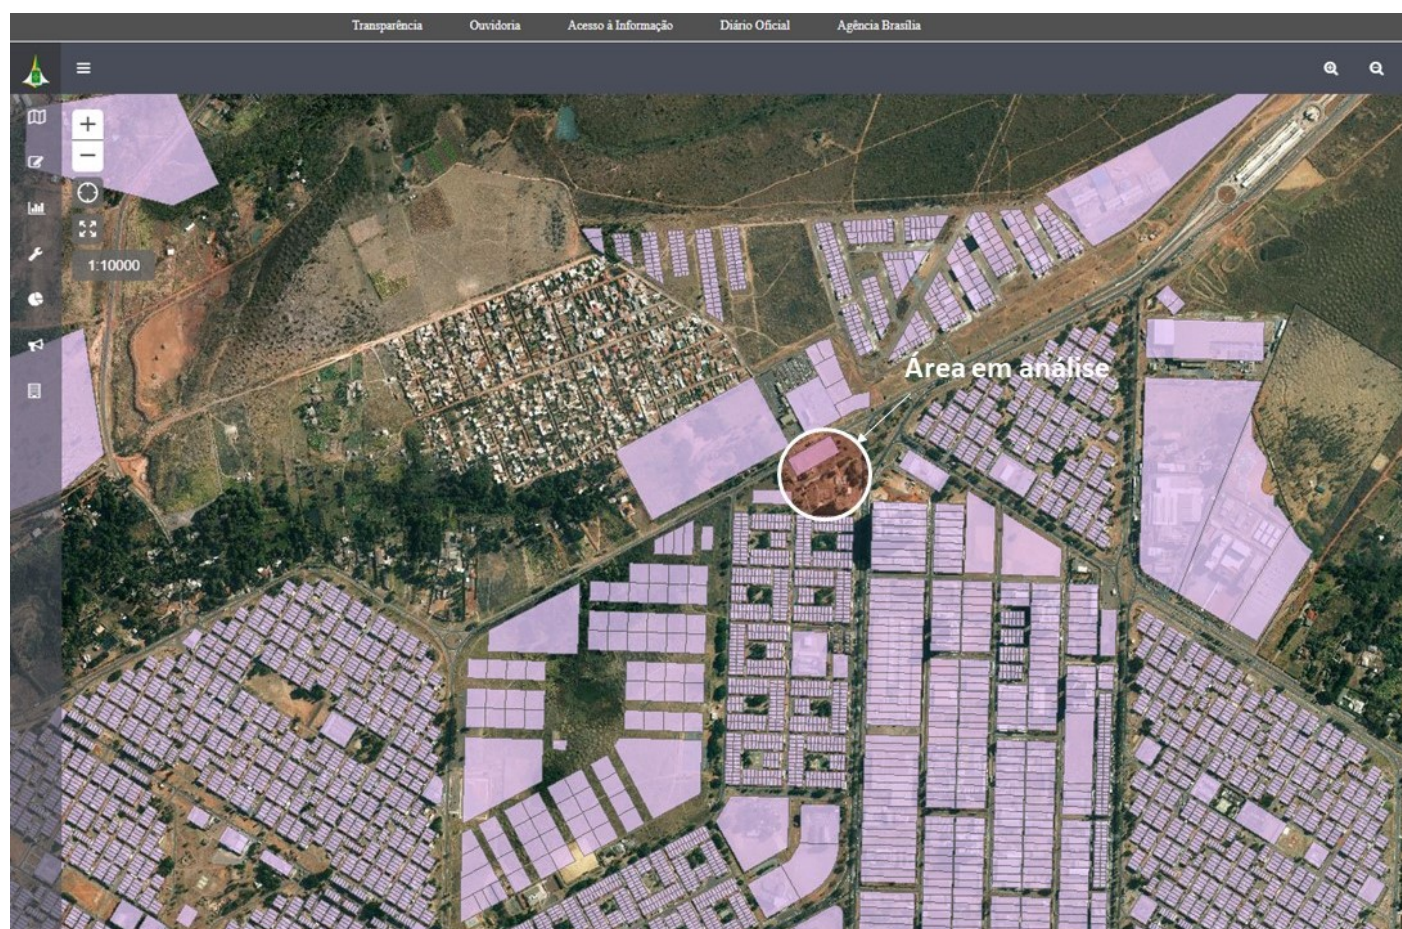 Transparência Ouvidoria Acesso à Informação Diário Oficial Agência Brasília
1:10000
Área em análise